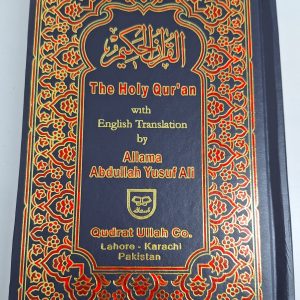 القرآن الحكيم
The Holy Qur'an
with
English Translation
by
Allama
Abdullah Yusuf Ali
Qudrat Ullah Co.
Lahore - Karachi
Pakistan